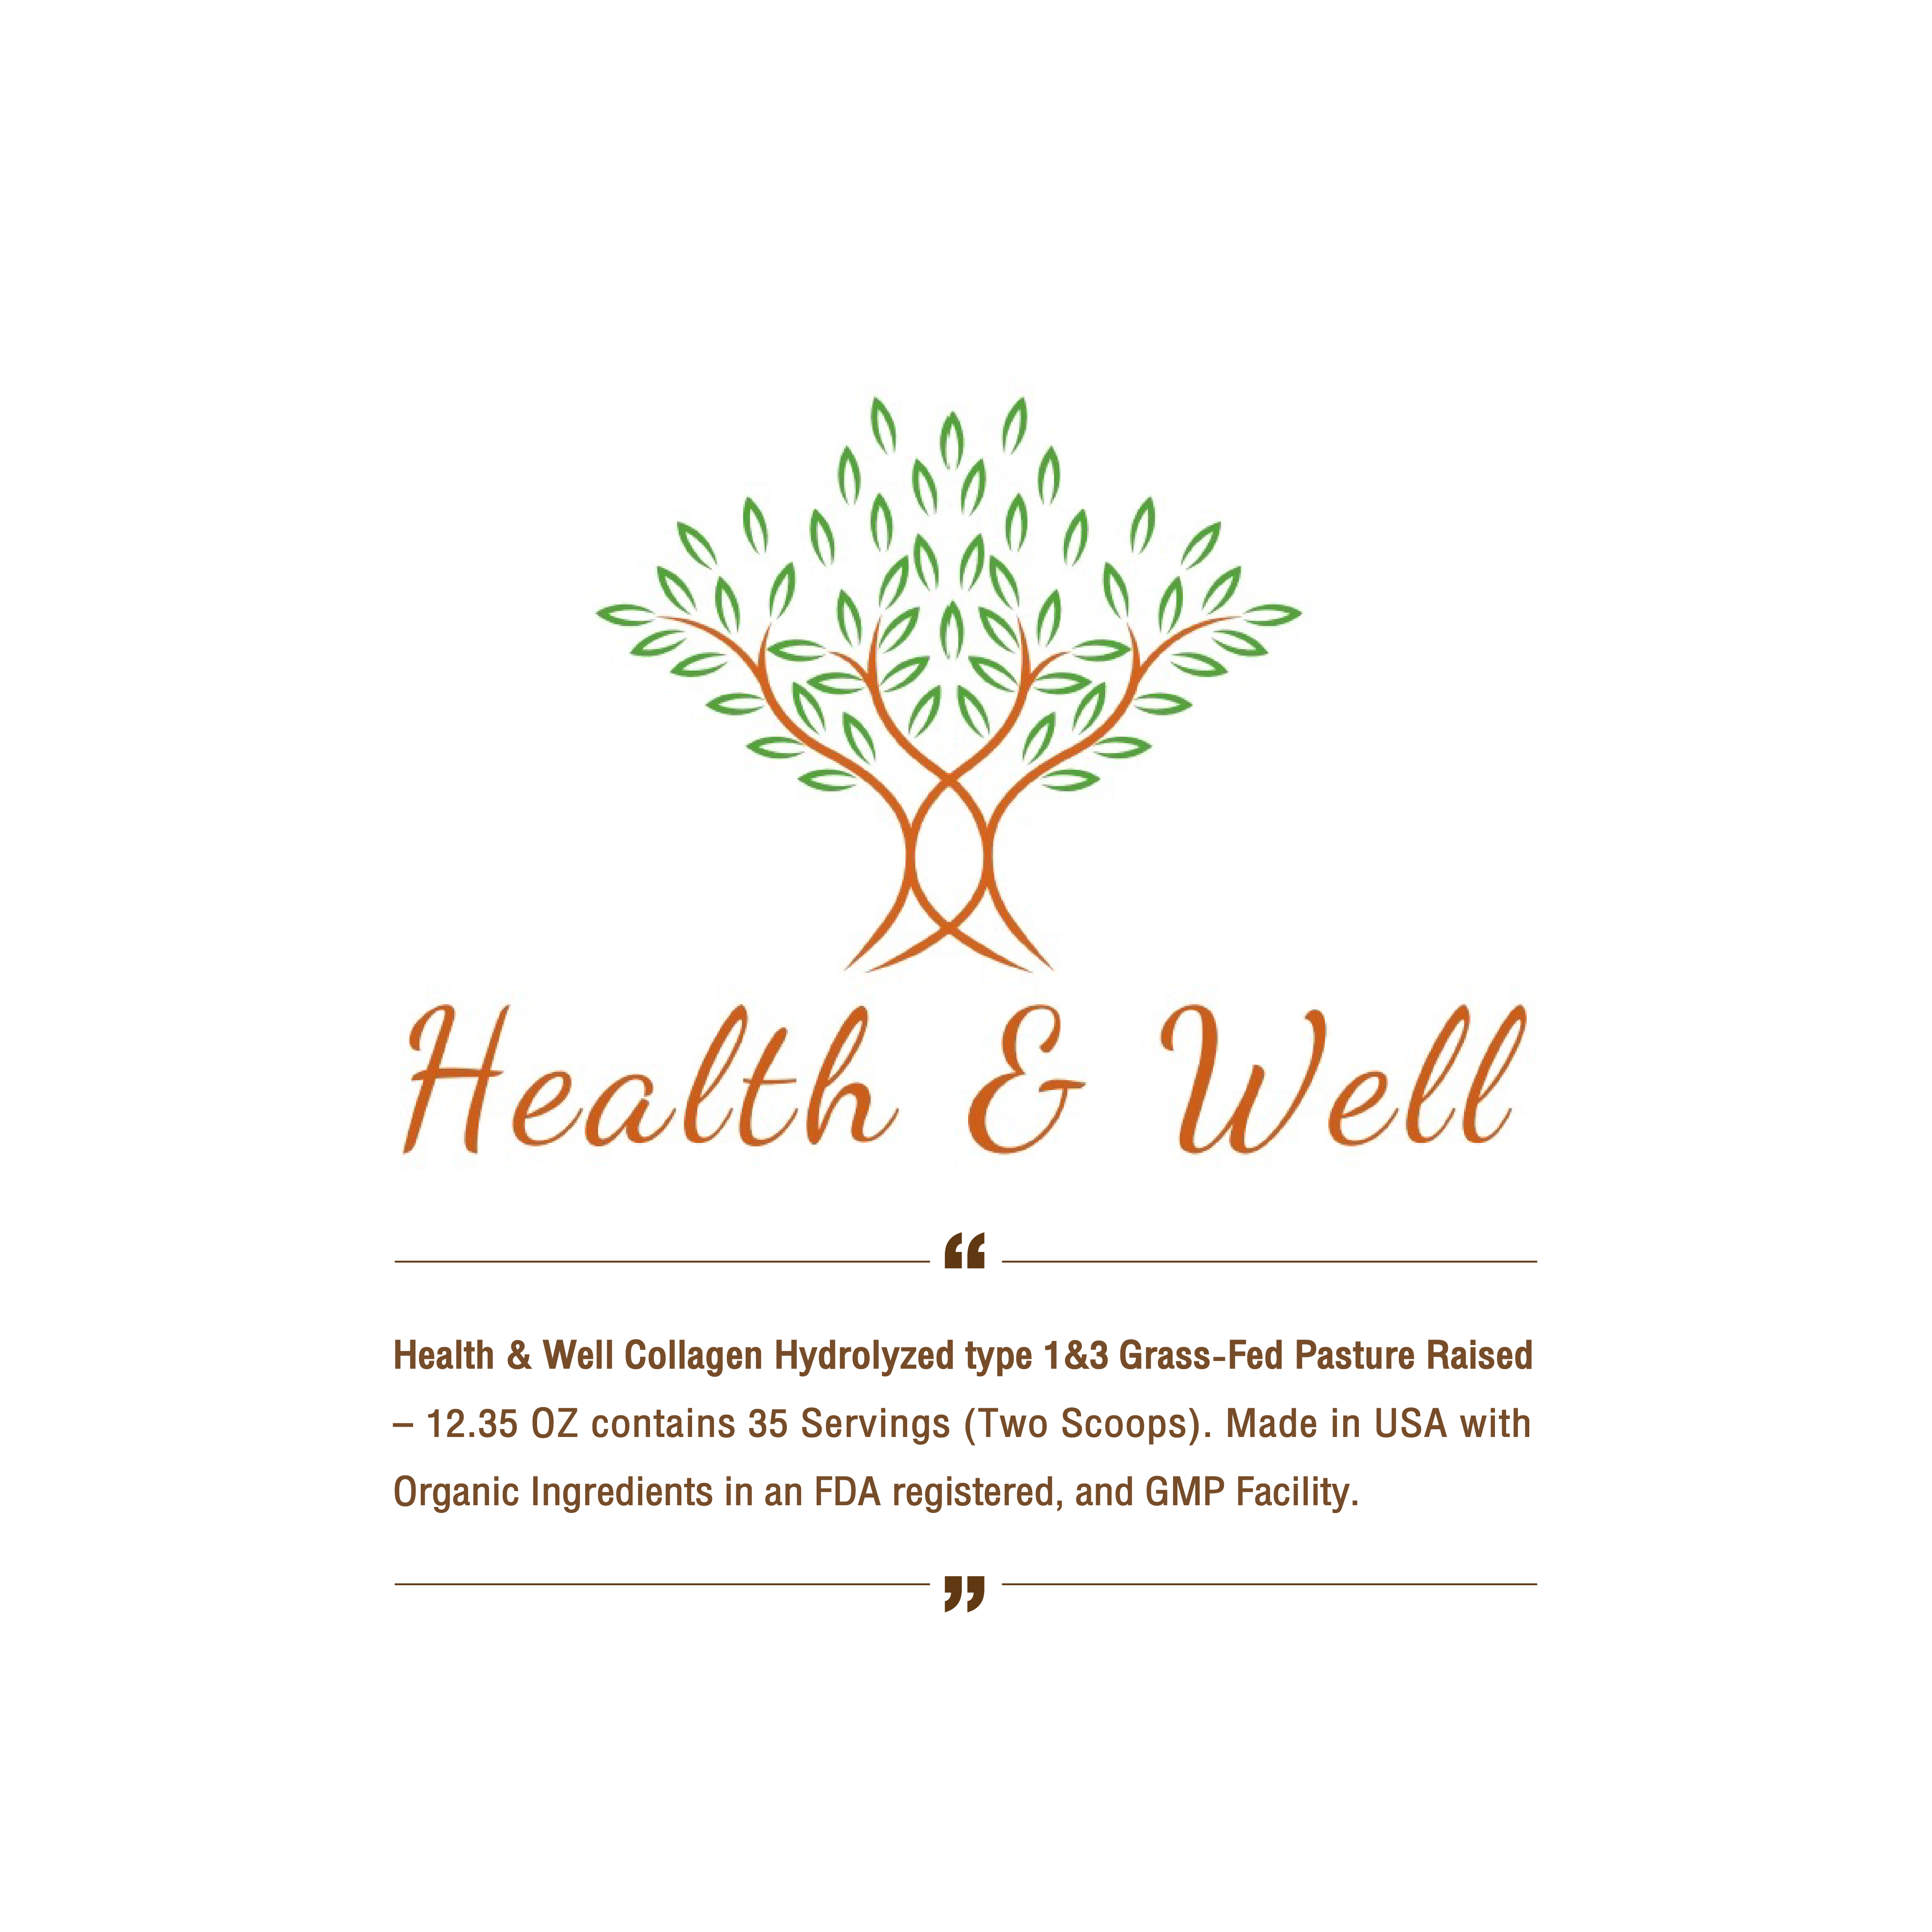 Health & Well
“
Health & Well Collagen Hydrolyzed type 1&3 Grass-Fed Pasture Raised
– 12.35 OZ contains 35 Servings (Two Scoops). Made in USA with
Organic Ingredients in an FDA registered, and GMP Facility.
”